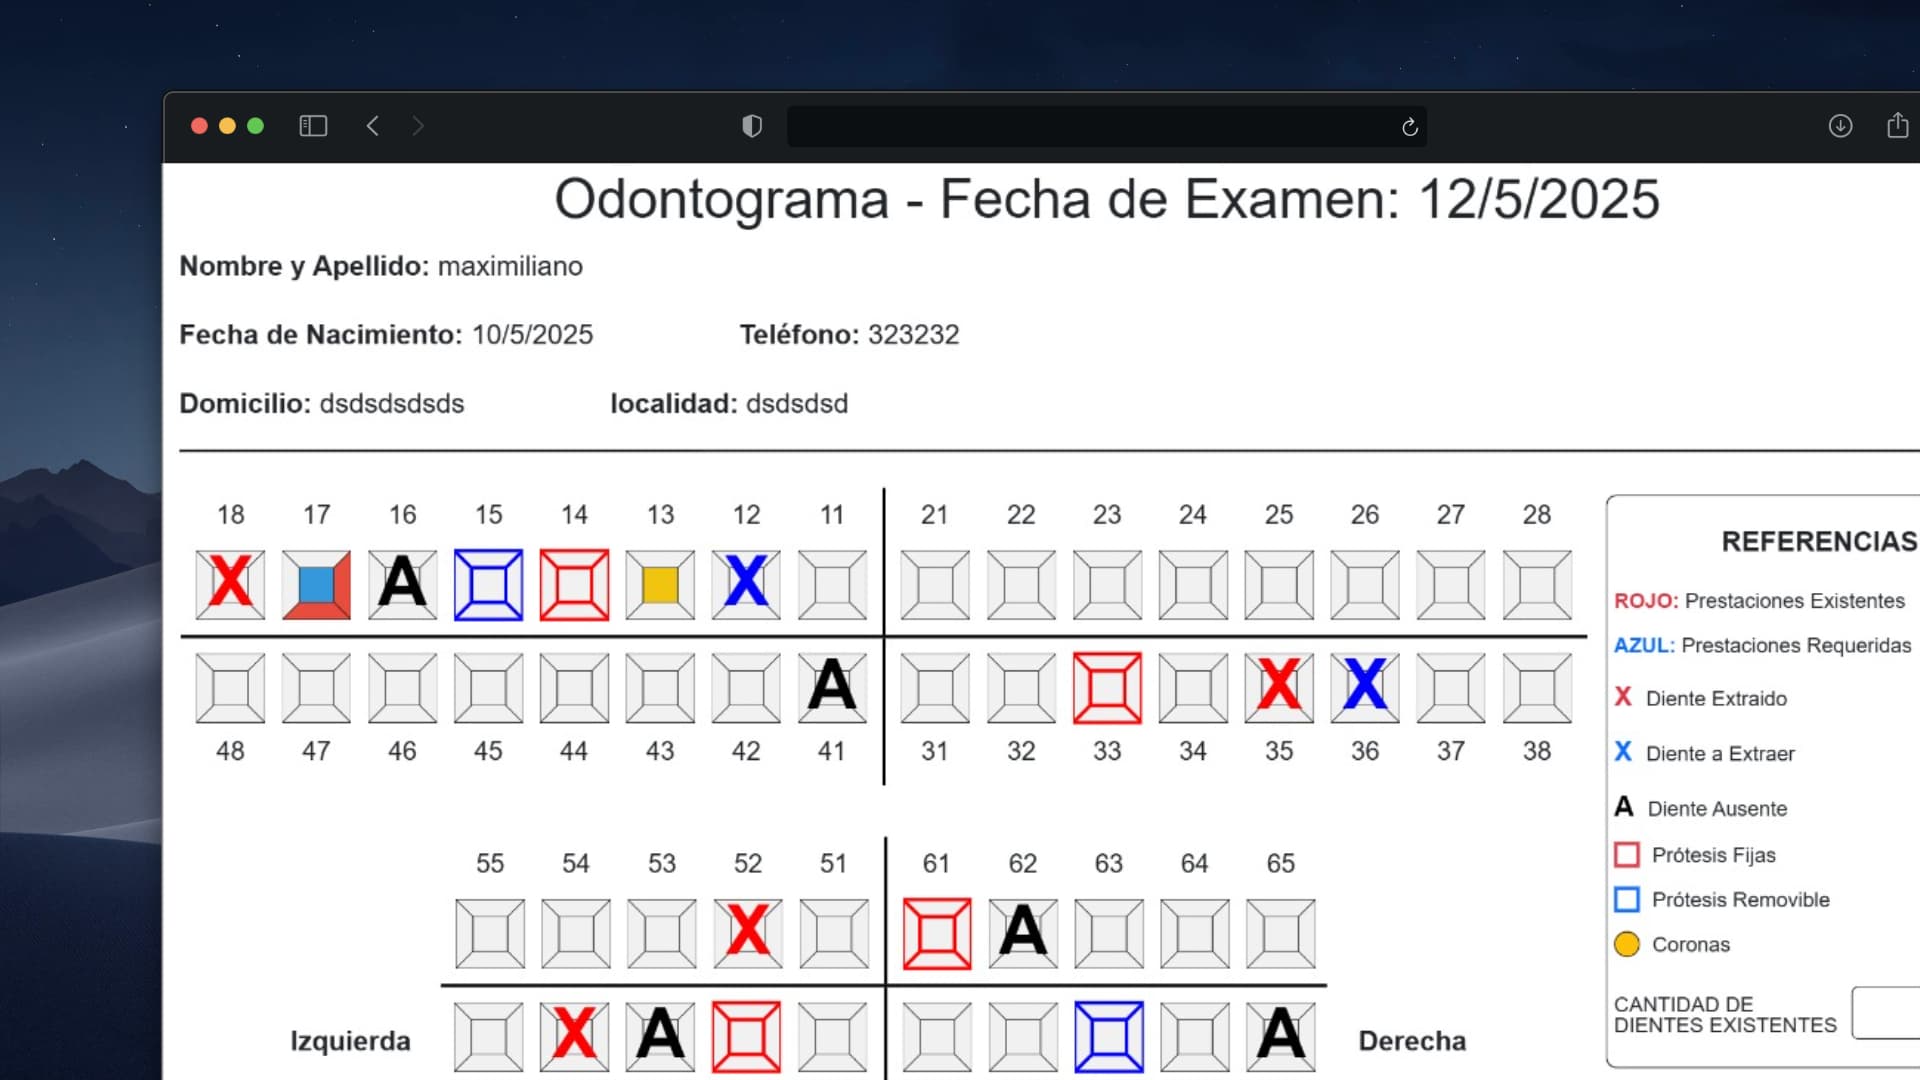 Odontograma - Fecha de Examen: 12/5/2025
Nombre y Apellido: maximiliano
Fecha de Nacimiento: 10/5/2025 Teléfono: 323232
Domicilio: dsdsdsdsds localidad: dsdsdsd
18 17 16 15 14 13 12 11 21 22 23 24 25 26 27 28
X A X
A X X
48 47 46 45 44 43 42 41 31 32 33 34 35 36 37 38
55 54 53 52 51 61 62 63 64 65
X A
Izquierda X A A Derecha
REFERENCIAS
ROJO: Prestaciones Existentes
AZUL: Prestaciones Requeridas
X Diente Extraido
X Diente a Extraer
A Diente Ausente
Prótesis Fijas
Prótesis Removible
Coronas
CANTIDAD DE
DIENTES EXISTENTES